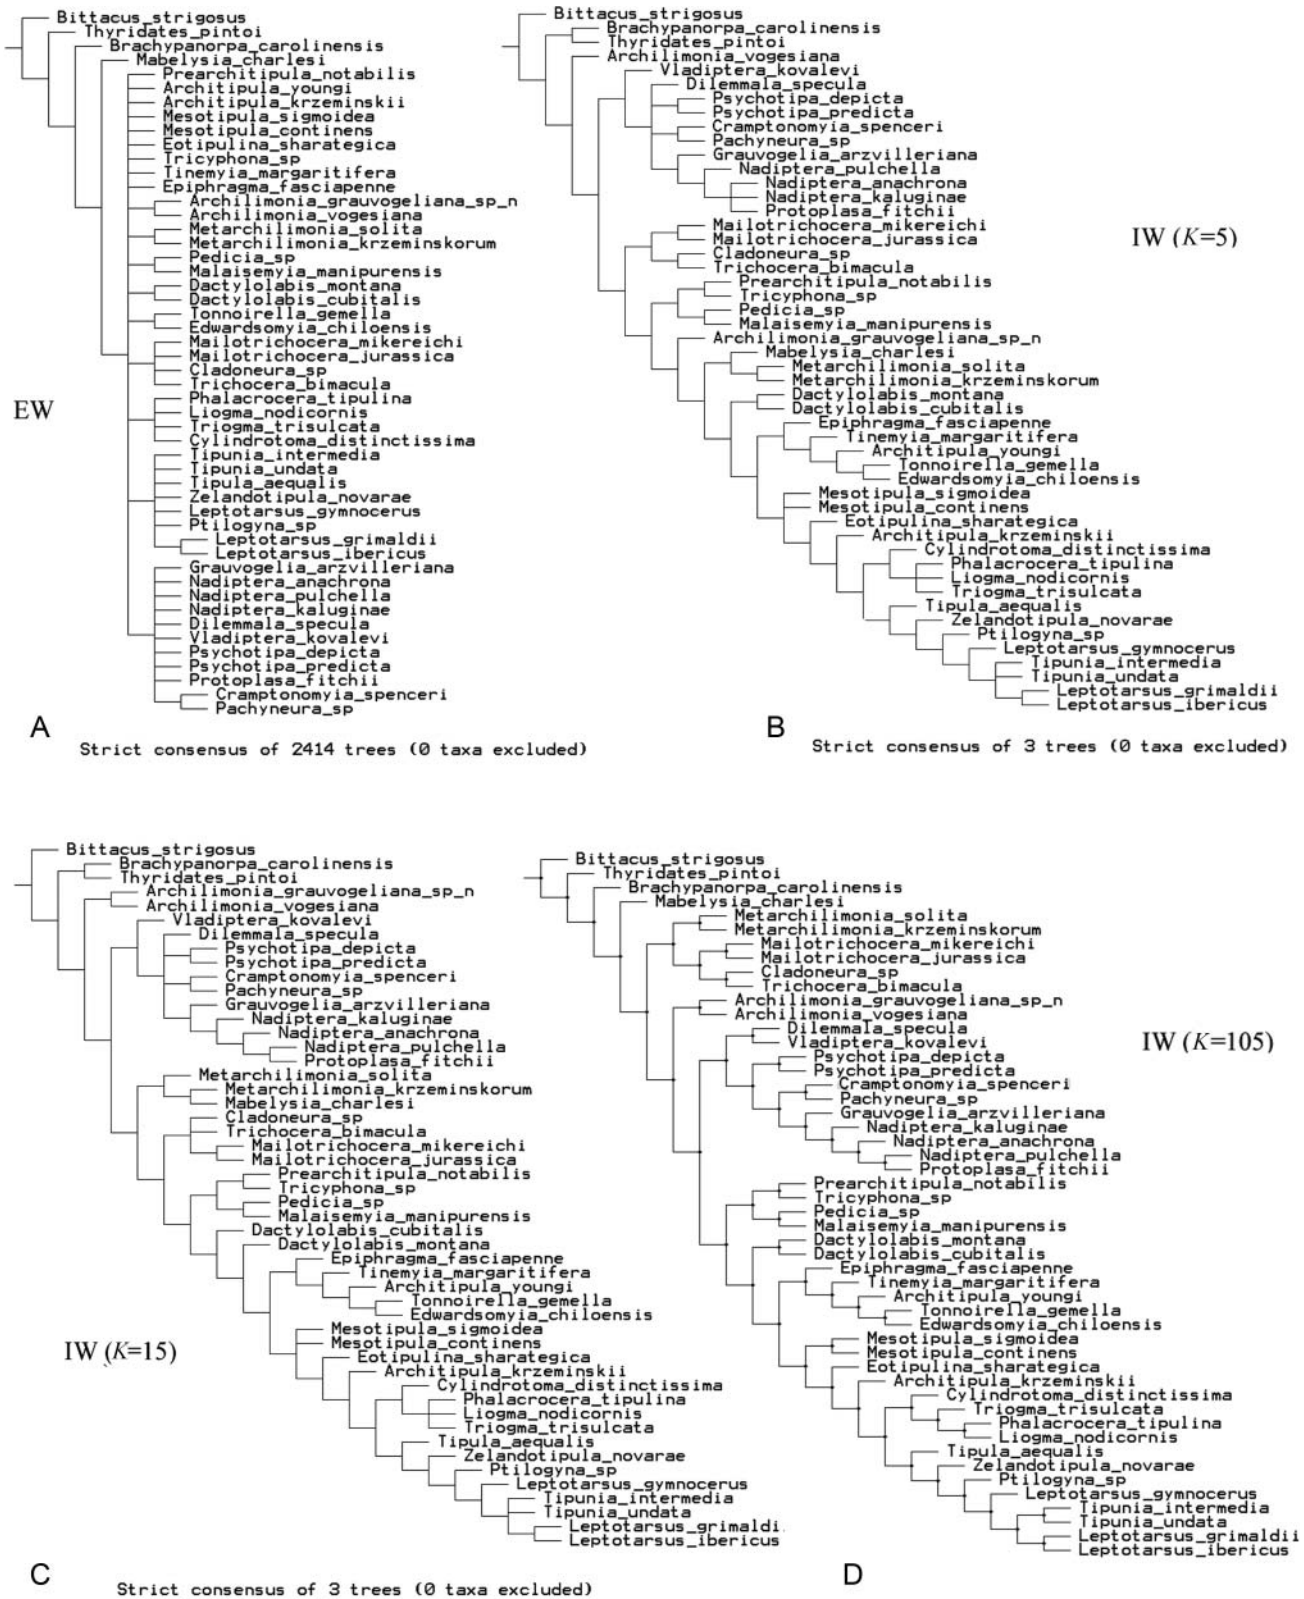 Bittacus_strigosus
Thyridates_pintoi
Brachypanorpa_carolinensis
Mabelysia_charlesi
Prearchitipula_notabilis
Architipula_youngi
Architipula_krzeminskii
Mesotipula_sigmoidea
Mesotipula_continens
Eotipulina_sharategica
Tricyphona_sp
Tinemyia_margaritifera
Epiphragma_fasciapenne
Archilimonia_grauvogeliana_sp_n
Archilimonia_vogesiana
Metarchilimonia_solita
Metarchilimonia_krzeminskorum
Pedicia_sp
Malaisemyia_manipurensis
Dactylolabis_montana
Dactylolabis_cubitalis
Tonnoirella_gemella
Edwardsomyia_chiloensis
Mailotrichocera_mikereichi
Mailotrichocera_jurassica
Cladoneura_sp
Trichocera_bimacula
Phalacrocera_tipulina
Liogma_nodicornis
Triogma_trisulcata
Cylindrotoma_distinctissima
Tipunia_intermedia
Tipunia_undata
Tipula_aequalis
Zelandotipula_novarae
Leptotarsus_gymnocerus
Ptilogyna_sp
Leptotarsus_grimaldii
Leptotarsus_ibericus
Grauvogelia_arzvilleriana
Nadiptera_anachrona
Nadiptera_pulchella
Nadiptera_kaluginae
Dilemmala_specula
Vladiptera_kovalevi
Psychotipa_depicta
Psychotipa_predicta
Protoplasa_fitchii
Cramptonomyia_spenceri
Pachyneura_sp
EW
A
Strict consensus of 2414 trees (0 taxa excluded)
Bittacus_strigosus
Brachypanorpa_carolinensis
Thyridates_pintoi
Archilimonia_vogesiana
Vladiptera_kovalevi
Dilemmala_specula
Psychotipa_depicta
Psychotipa_predicta
Cramptonomyia_spenceri
Pachyneura_sp
Grauvogelia_arzvilleriana
Nadiptera_pulchella
Nadiptera_anachrona
Nadiptera_kaluginae
Protoplasa_fitchii
Mailotrichocera_mikereichi
Mailotrichocera_jurassica
Cladoneura_sp
Trichocera_bimacula
Prearchitipula_notabilis
Tricyphona_sp
Pedicia_sp
Malaisemyia_manipurensis
Archilimonia_grauvogeliana_sp_n
Mabelysia_charlesi
Metarchilimonia_solita
Metarchilimonia_krzeminskorum
Dactylolabis_montana
Dactylolabis_cubitalis
Epiphragma_fasciapenne
Tinemyia_margaritifera
Architipula_youngi
Tonnoirella_gemella
Edwardsomyia_chiloensis
Mesotipula_sigmoidea
Mesotipula_continens
Eotipulina_sharategica
Architipula_krzeminskii
Cylindrotoma_distinctissima
Phalacrocera_tipulina
Liogma_nodicornis
Triogma_trisulcata
Tipula_aequalis
Zelandotipula_novarae
Ptilogyna_sp
Leptotarsus_gymnocerus
Tipunia_intermedia
Tipunia_undata
Leptotarsus_grimaldii
Leptotarsus_ibericus
IW (K=5)
B
Strict consensus of 3 trees (0 taxa excluded)
Bittacus_strigosus
Brachypanorpa_carolinensis
Thyridates_pintoi
Archilimonia_grauvogeliana_sp_n
Archilimonia_vogesiana
Vladiptera_kovalevi
Dilemmala_specula
Psychotipa_depicta
Psychotipa_predicta
Cramptonomyia_spenceri
Pachyneura_sp
Grauvogelia_arzvilleriana
Nadiptera_kaluginae
Nadiptera_anachrona
Nadiptera_pulchella
Protoplasa_fitchii
Metarchilimonia_solita
Metarchilimonia_krzeminskorum
Mabelysia_charlesi
Cladoneura_sp
Trichocera_bimacula
Mailotrichocera_mikereichi
Mailotrichocera_jurassica
Prearchitipula_notabilis
Tricyphona_sp
Pedicia_sp
Malaisemyia_manipurensis
Dactylolabis_cubitalis
Dactylolabis_montana
Epiphragma_fasciapenne
Tinemyia_margaritifera
Architipula_youngi
Tonnoirella_gemella
Edwardsomyia_chiloensis
Mesotipula_sigmoidea
Mesotipula_continens
Eotipulina_sharategica
Architipula_krzeminskii
Cylindrotoma_distinctissima
Phalacrocera_tipulina
Liogma_nodicornis
Triogma_trisulcata
Tipula_aequalis
Zelandotipula_novarae
Ptilogyna_sp
Leptotarsus_gymnocerus
Tipunia_intermedia
Tipunia_undata
Leptotarsus_grimaldi
Leptotarsus_ibericus
IW (K=15)
C
Strict consensus of 3 trees (0 taxa excluded)
Bittacus_strigosus
Thyridates_pintoi
Brachypanorpa_carolinensis
Mabelysia_charlesi
Metarchilimonia_solita
Metarchilimonia_krzeminskorum
Mailotrichocera_mikereichi
Mailotrichocera_jurassica
Cladoneura_sp
Trichocera_bimacula
Archilimonia_grauvogeliana_sp_n
Archilimonia_vogesiana
Dilemmala_specula
Vladiptera_kovalevi
Psychotipa_depicta
Psychotipa_predicta
Cramptonomyia_spenceri
Pachyneura_sp
Grauvogelia_arzvilleriana
Nadiptera_kaluginae
Nadiptera_anachrona
Nadiptera_pulchella
Protoplasa_fitchii
Prearchitipula_notabilis
Tricyphona_sp
Pedicia_sp
Malaisemyia_manipurensis
Dactylolabis_montana
Dactylolabis_cubitalis
Epiphragma_fasciapenne
Tinemyia_margaritifera
Architipula_youngi
Tonnoirella_gemella
Edwardsomyia_chiloensis
Mesotipula_sigmoidea
Mesotipula_continens
Eotipulina_sharategica
Architipula_krzeminskii
Cylindrotoma_distinctissima
Triogma_trisulcata
Phalacrocera_tipulina
Liogma_nodicornis
Tipula_aequalis
Zelandotipula_novarae
Ptilogyna_sp
Leptotarsus_gymnocerus
Tipunia_intermedia
Tipunia_undata
Leptotarsus_grimaldii
Leptotarsus_ibericus
IW (K=105)
D